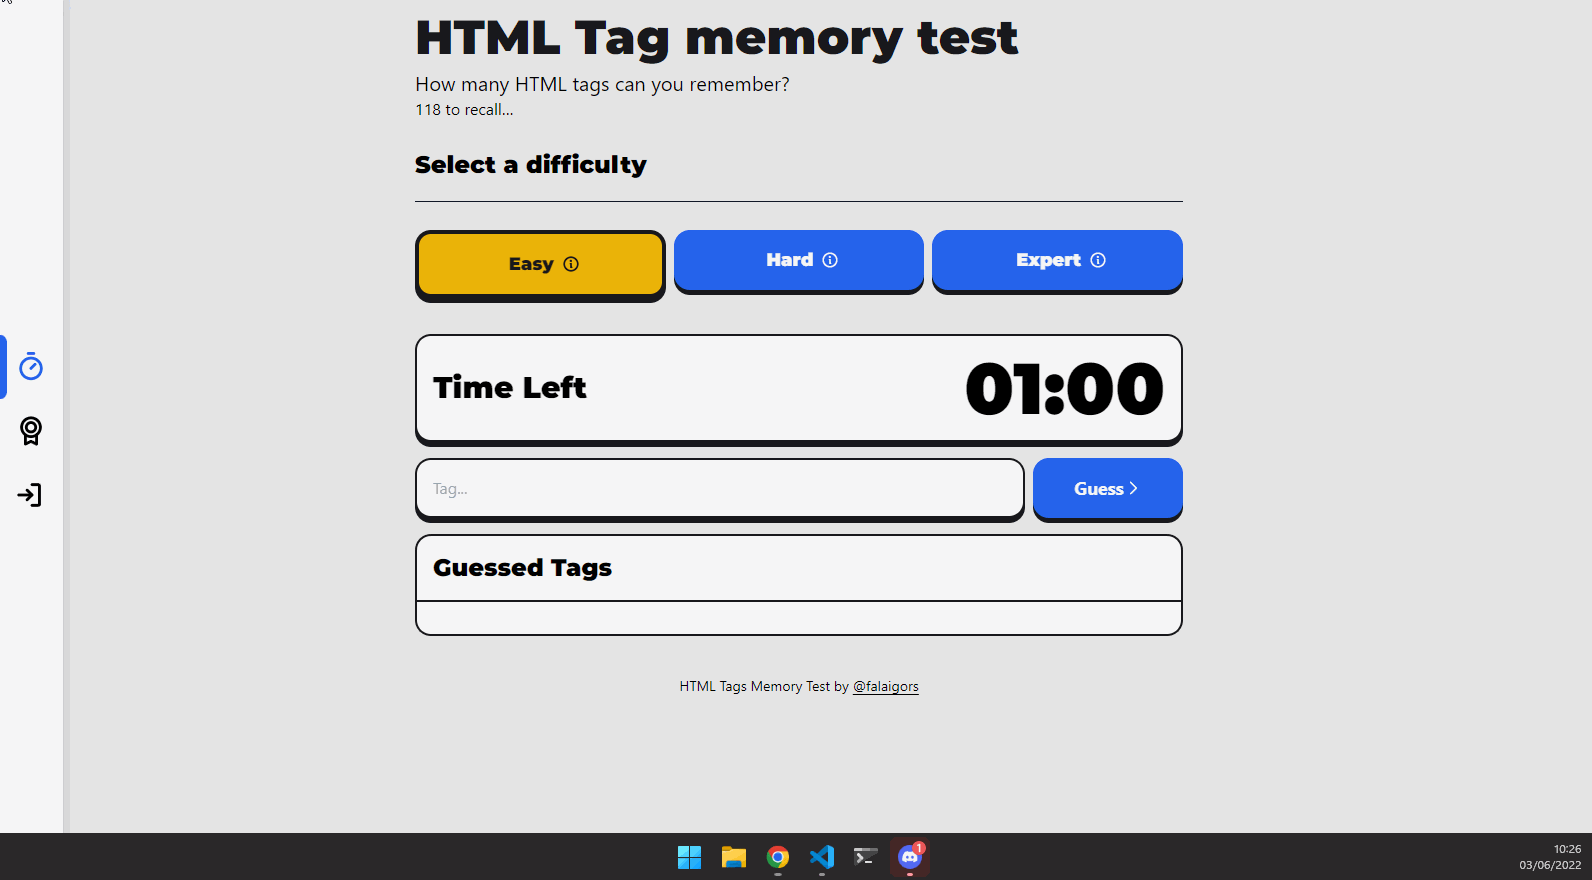 HTML Tag memory test
How many HTML tags can you remember?
118 to recall...
Select a difficulty
Easy
Hard
Expert
Time Left
01:00
Tag...
Guess
Guessed Tags
HTML Tags Memory Test by @falaigors
1
10:26
03/06/2022